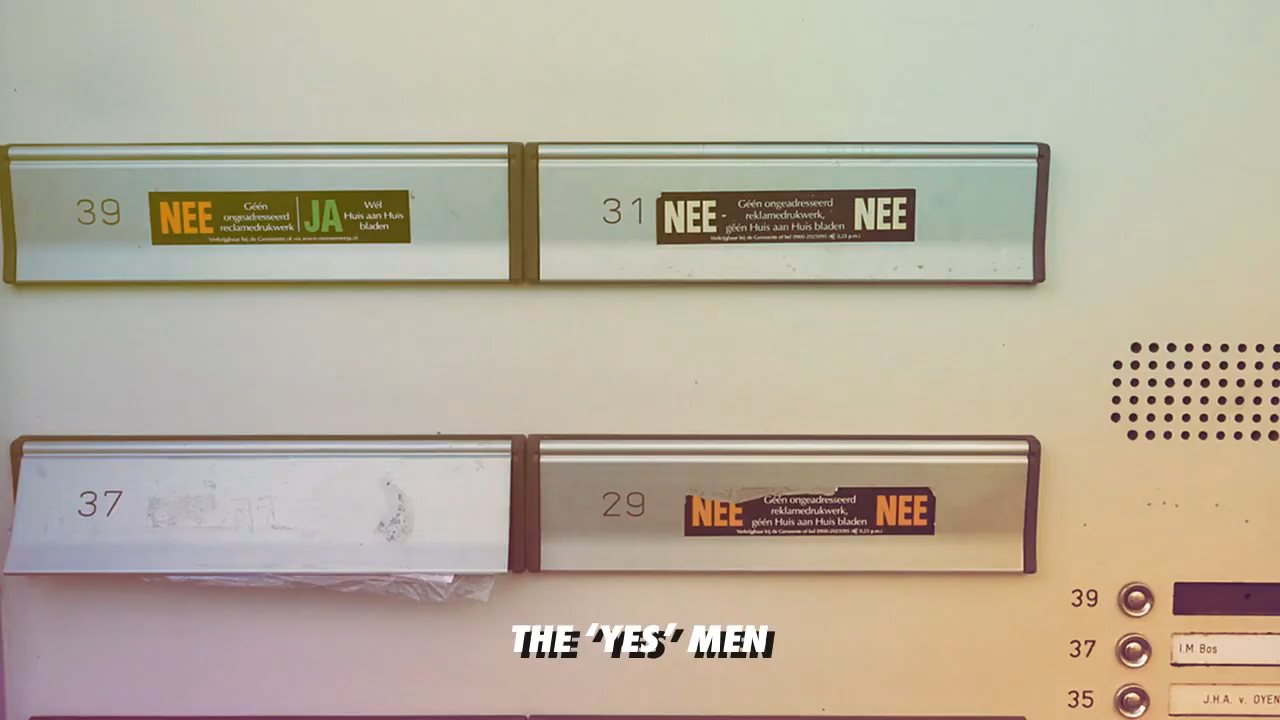 39
NEE
Géén
ongeadresseerd
reclamedrukwerk
JA
Wél
Huis aan Huis
bladen
31
NEE -
Géén ongeadresseerd
reklamedrukwerk,
géén Huis aan Huis bladen
NEE
37
29
NEE
Géén ongeadresseerd
reklamedrukwerk,
géén Huis aan Huis bladen
NEE
THE ‘YES’ MEN
39
37
I.M. Bos
35
J.H.A. v. OYEN